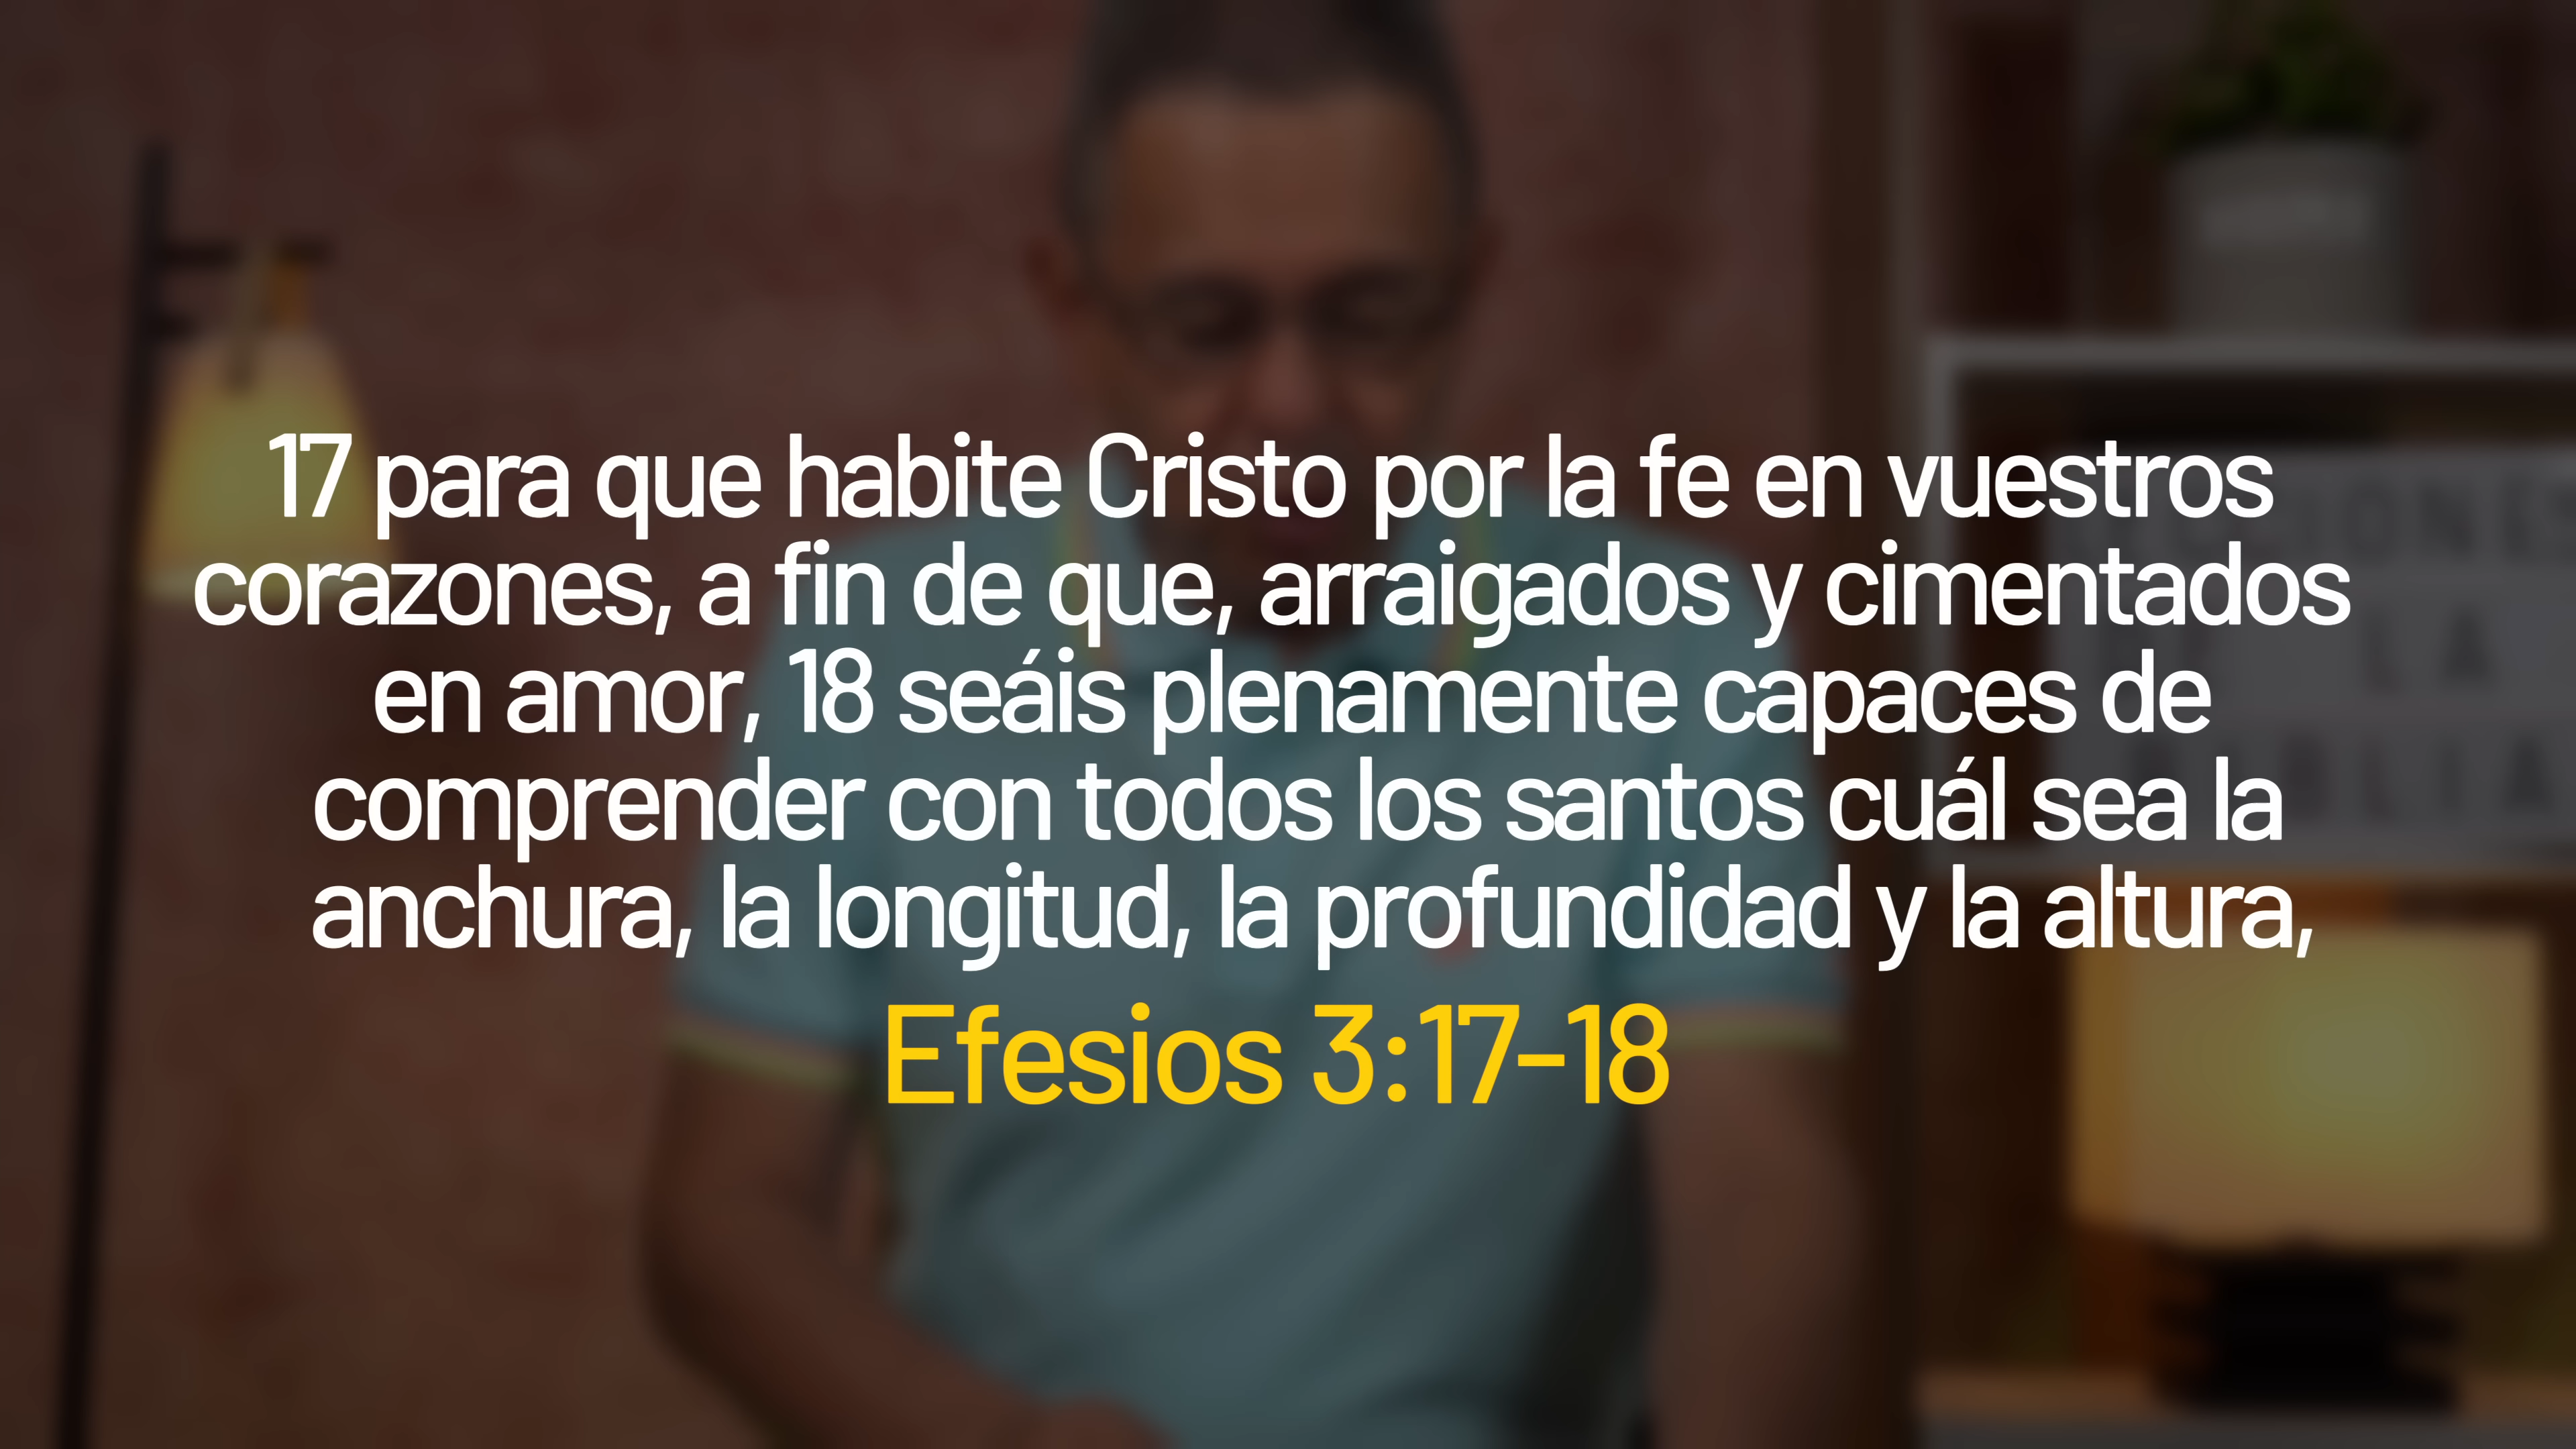 17 para que habite Cristo por la fe en vuestros
corazones, a fin de que, arraigados y cimentados
en amor, 18 seáis plenamente capaces de
comprender con todos los santos cuál sea la
anchura, la longitud, la profundidad y la altura,
Efesios 3:17-18
LA